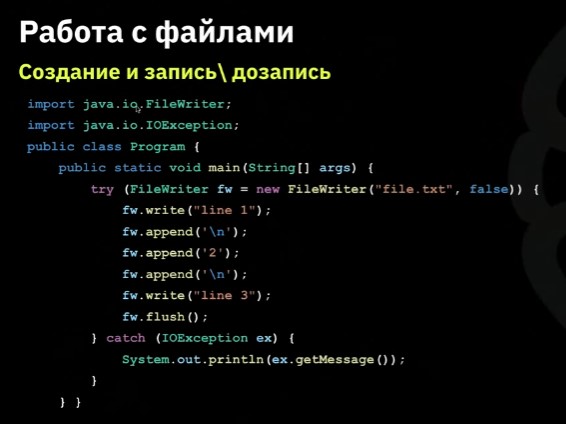 Работа с файлами
Создание и запись\ дозапись
import java.io.FileWriter;
import java.io.IOException;
public class Program {
public static void main(String[] args) {
try (FileWriter fw = new FileWriter("file.txt", false)) {
fw.write("line 1");
fw.append('\n');
fw.append('2');
fw.append('\n');
fw.write("line 3");
fw.flush();
} catch (IOException ex) {
System.out.println(ex.getMessage());
}
} }